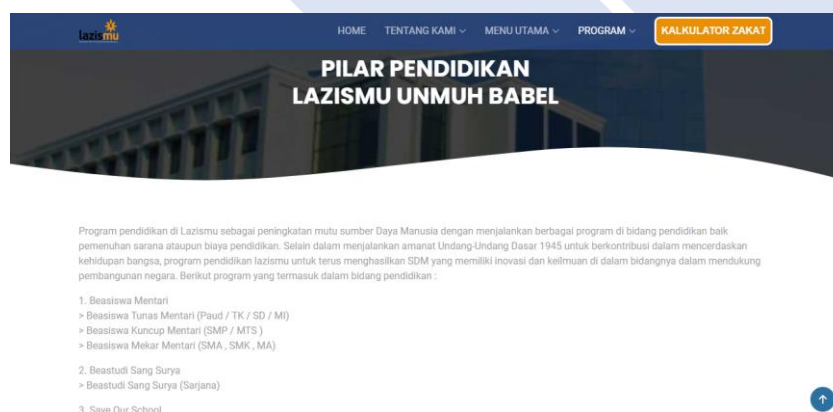 lazismu
HOME TENTANG KAMI MENU UTAMA PROGRAM KALKULATOR ZAKAT
PILAR PENDIDIKAN
LAZISMU UNMUH BABEL
Program pendidikan di Lazismu sebagai peningkatan mutu sumber Daya Manusia dengan menjalankan berbagai program di bidang pendidikan baik
pemenuhan sarana ataupun biaya pendidikan. Selain dalam menjalankan amanat Undang-Undang Dasar 1945 untuk berkontribusi dalam mencerdaskan
kehidupan bangsa, program pendidikan lazismu untuk terus menghasilkan SDM yang memiliki inovasi dan keilmuan di dalam bidangnya dalam mendukung
pembangunan negara. Berikut program yang termasuk dalam bidang pendidikan :
1. Beasiswa Mentari
> Beasiswa Tunas Mentari (Paud / TK / SD / MI)
> Beasiswa Kuncup Mentari (SMP / MTS )
> Beasiswa Mekar Mentari (SMA , SMK , MA)
2. Beastudi Sang Surya
> Beastudi Sang Surya (Sarjana)
3. Save Our School